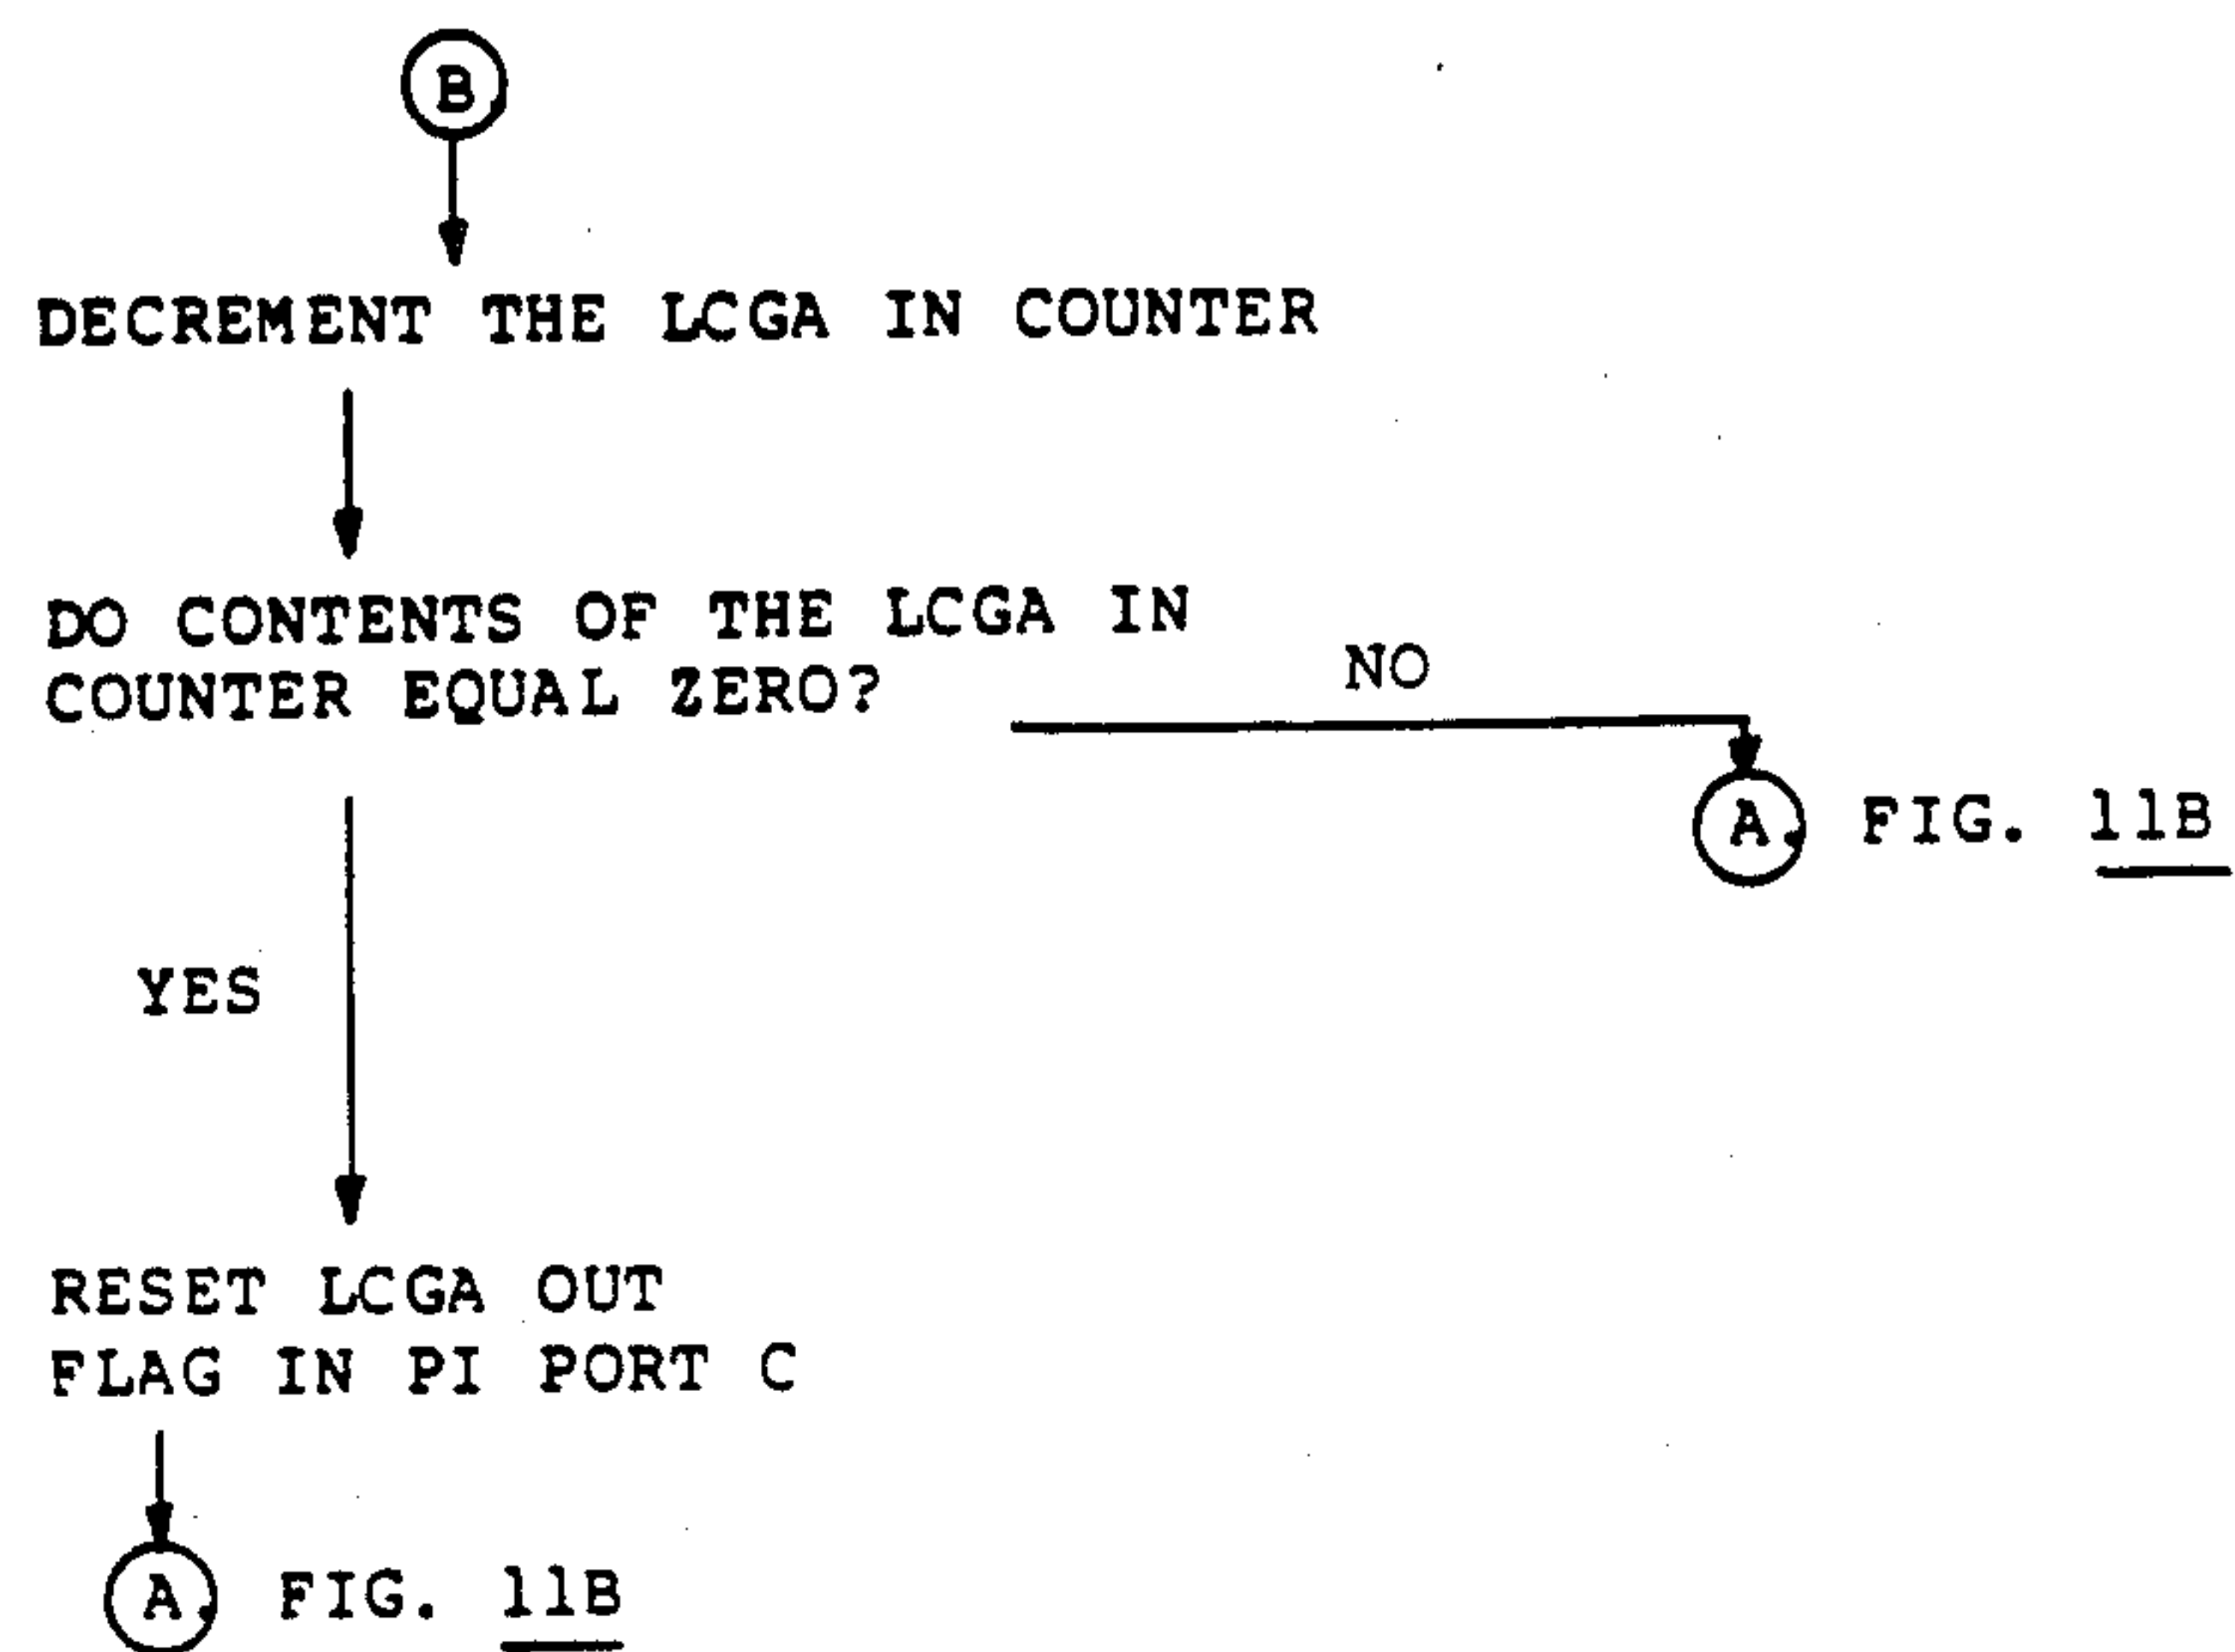 B
DECREMENT THE LCGA IN COUNTER
DO CONTENTS OF THE LCGA IN
COUNTER EQUAL ZERO?
NO
A FIG. 11B
YES
RESET LCGA OUT
FLAG IN PI PORT C
A FIG. 11B